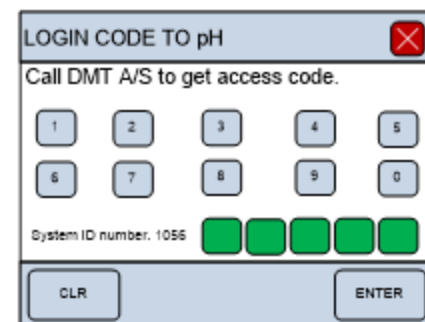 LOGIN CODE TO pH
Call DMT A/S to get access code.
1 2 3 4 5
6 7 8 9 0
System ID number. 1056
CLR ENTER